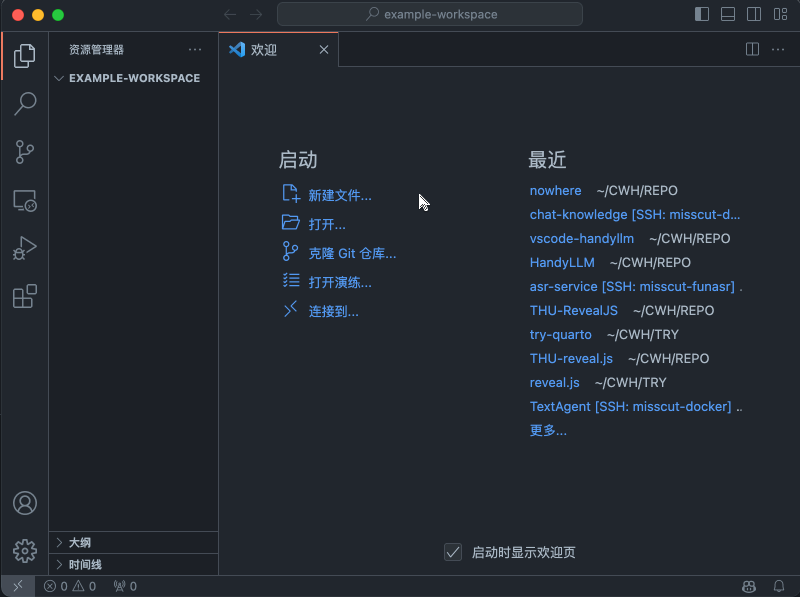 example-workspace
资源管理器
EXAMPLE-WORKSPACE
大纲
时间线
欢迎
启动
新建文件...
打开...
克隆 Git 仓库...
打开演练...
连接到...
最近
nowhere ~/CWH/REPO
chat-knowledge [SSH: misscut-d...
vscode-handyllm ~/CWH/REPO
HandyLLM ~/CWH/REPO
asr-service [SSH: misscut-funasr] .
THU-RevealJS ~/CWH/REPO
try-quarto ~/CWH/TRY
THU-reveal.js ~/CWH/REPO
reveal.js ~/CWH/TRY
TextAgent [SSH: misscut-docker] ..
更多...
启动时显示欢迎页
0 0 0